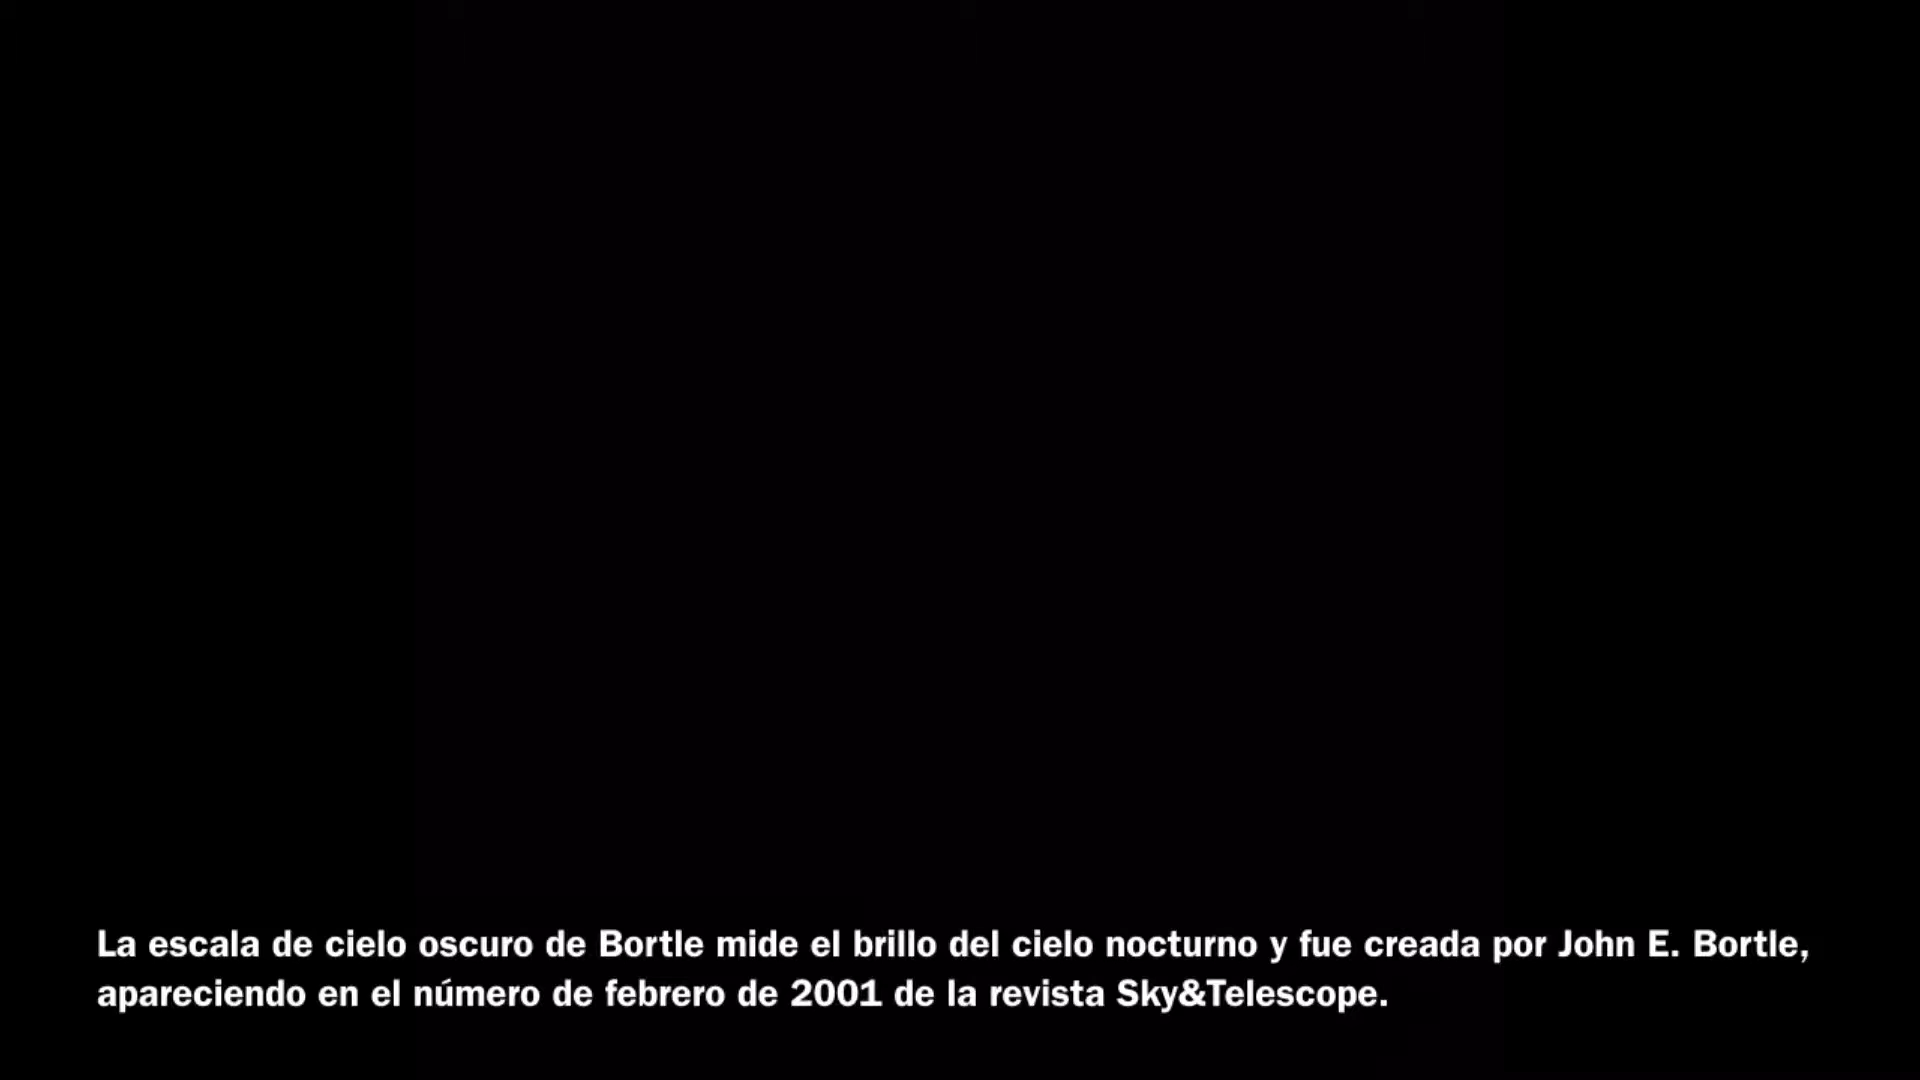 La escala de cielo oscuro de Bortle mide el brillo del cielo nocturno y fue creada por John E. Bortle,
apareciendo en el número de febrero de 2001 de la revista Sky&Telescope.